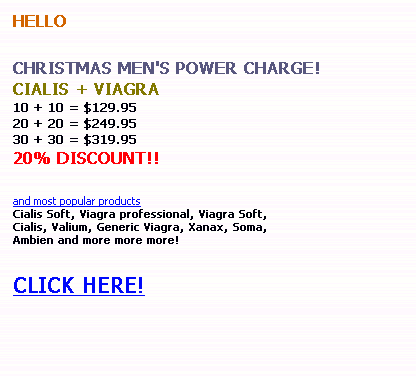 HELLO
CHRISTMAS MEN'S POWER CHARGE!
CIALIS + VIAGRA
10 + 10 = $129.95
20 + 20 = $249.95
30 + 30 = $319.95
20% DISCOUNT!!
and most popular products
Cialis Soft, Viagra professional, Viagra Soft,
Cialis, Valium, Generic Viagra, Xanax, Soma,
Ambien and more more more!
CLICK HERE!